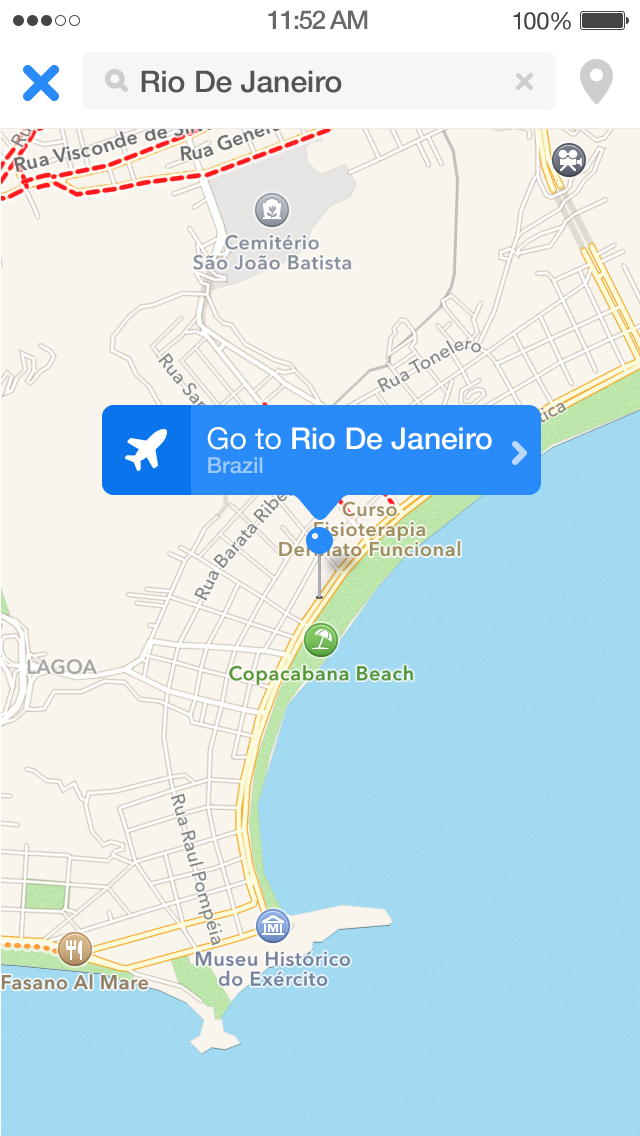 11:52 AM
100%
Rio De Janeiro
Rua Visconde de
Rua
Cemitério
São João Batista
Rua Tonelero
Rua
Go to Rio De Janeiro
Brazil
Curso
Fisioterapia
Funcional
Rua Barata
Copacabana Beach
LAGOA
Rua Raul Pompéia
Museu Histórico
do Exército
Fasano Al Mare